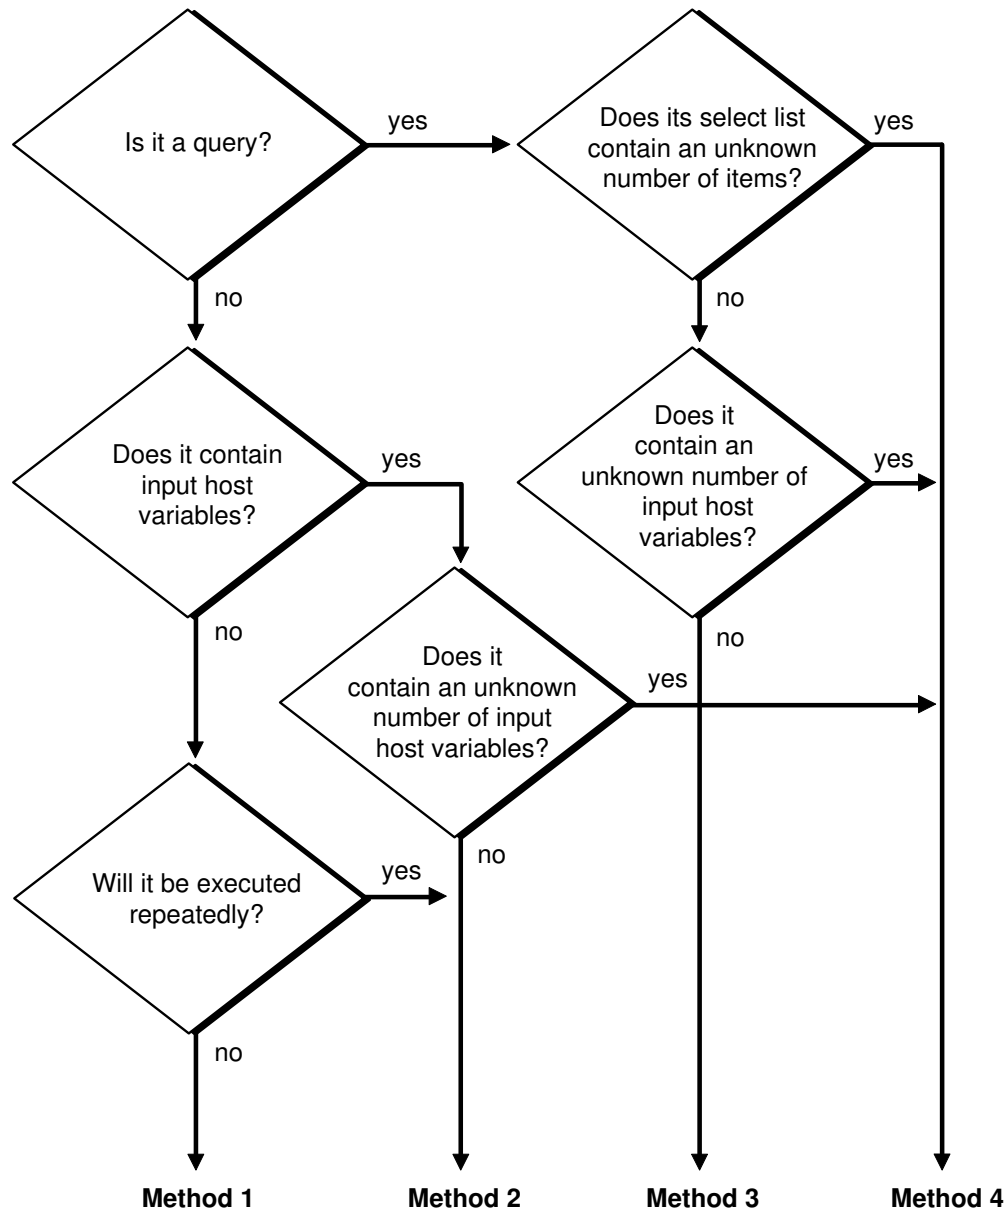 Is it a query?
yes
Does its select list
contain an unknown
number of items?
yes
no
no
Does it contain
input host
variables?
yes
Does it
contain an
unknown number of
input host
variables?
yes
no
no
Does it
contain an unknown
number of input
host variables?
yes
no
Will it be executed
repeatedly?
yes
no
Method 1
Method 2
Method 3
Method 4